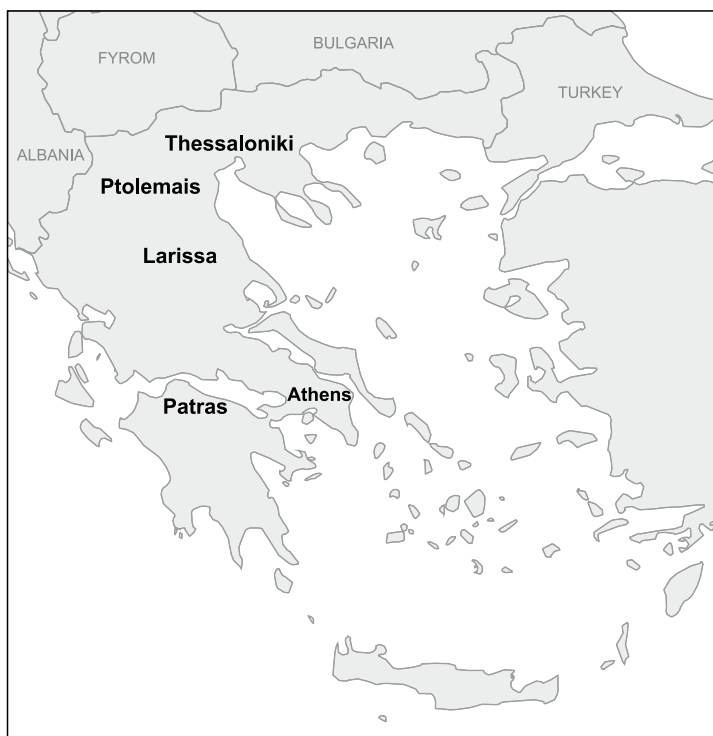 BULGARIA
FYROM
TURKEY
Thessaloniki
ALBANIA
Ptolemais
Larissa
Athens
Patras